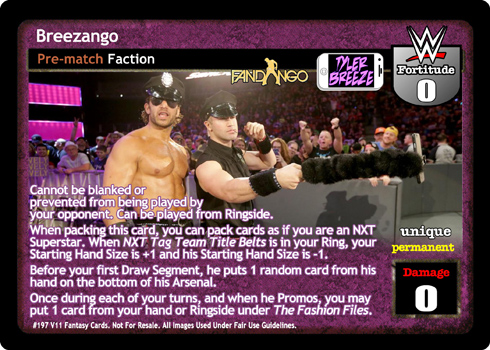 Breezango
Pre-match Faction
FANDANGO
TYLER
BREEZE
W
Fortitude
0
Cannot be blanked or
prevented from being played by
your opponent. Can be played from Ringside.
When packing this card, you can pack cards as if you are an NXT
Superstar. When NXT Tag Team Title Belts is in your Ring, your
Starting Hand Size is +1 and his Starting Hand Size is -1.
Before your first Draw Segment, he puts 1 random card from his
hand on the bottom of his Arsenal.
Once during each of your turns, and when he Promos, you may
put 1 card from your hand or Ringside under The Fashion Files.
unique
permanent
Damage
0
#197 V11 Fantasy Cards. Not For Resale. All Images Used Under Fair Use Guidelines.